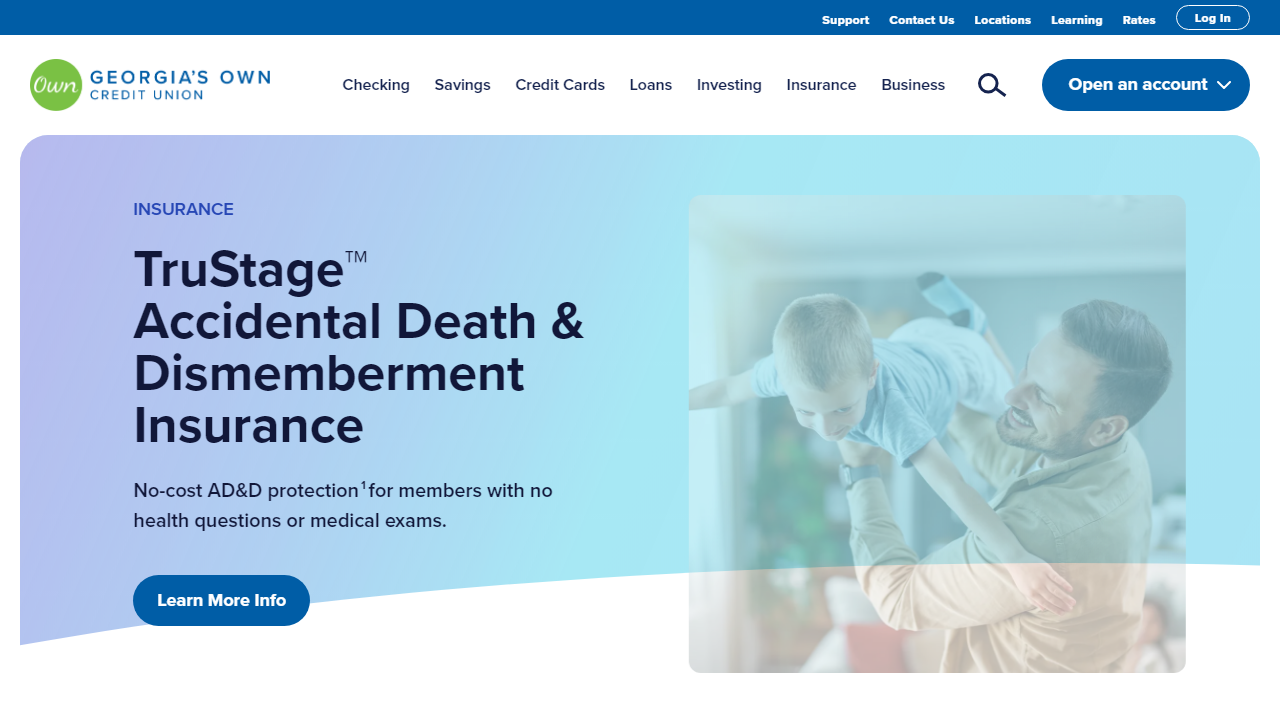 Support Contact Us Locations Learning Rates Log In
Own GEORGIA'S OWN
CREDIT UNION
Checking Savings Credit Cards Loans Investing Insurance Business Open an account
INSURANCE
TruStage™
Accidental Death &
Dismemberment
Insurance
No-cost AD&D protection¹ for members with no
health questions or medical exams.
Learn More Info